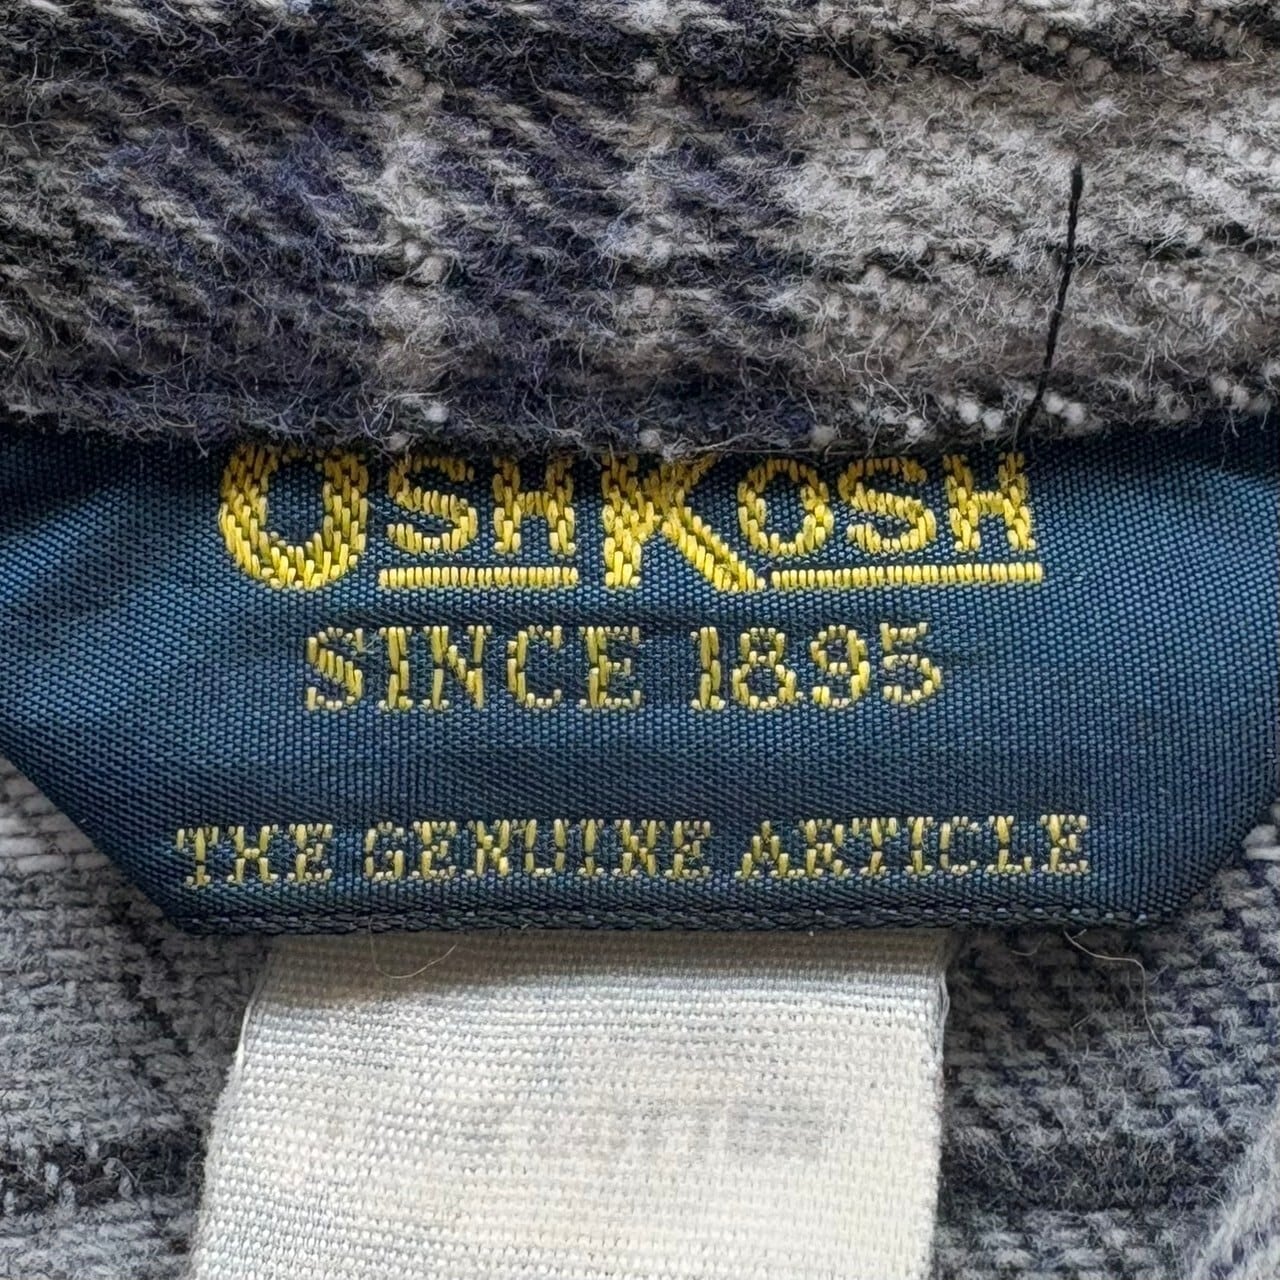 OSHKOSH
SINCE 1895
THE GENUINE ARTICLE